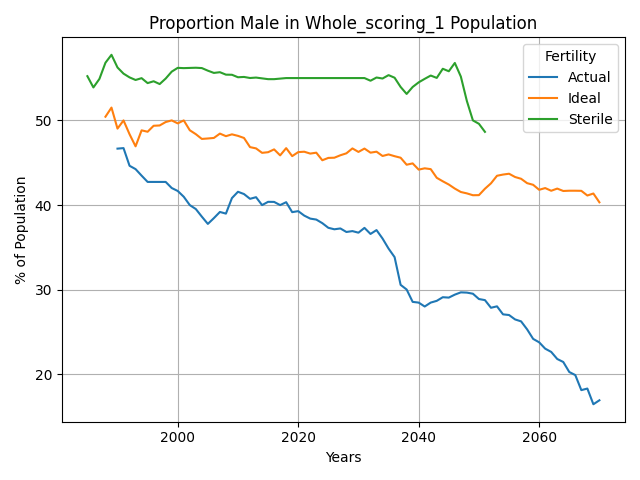 Proportion Male in Whole_scoring_1 Population
Fertility
Actual
Ideal
Sterile
% of Population
50
40
30
20
2000
2020
2040
2060
Years